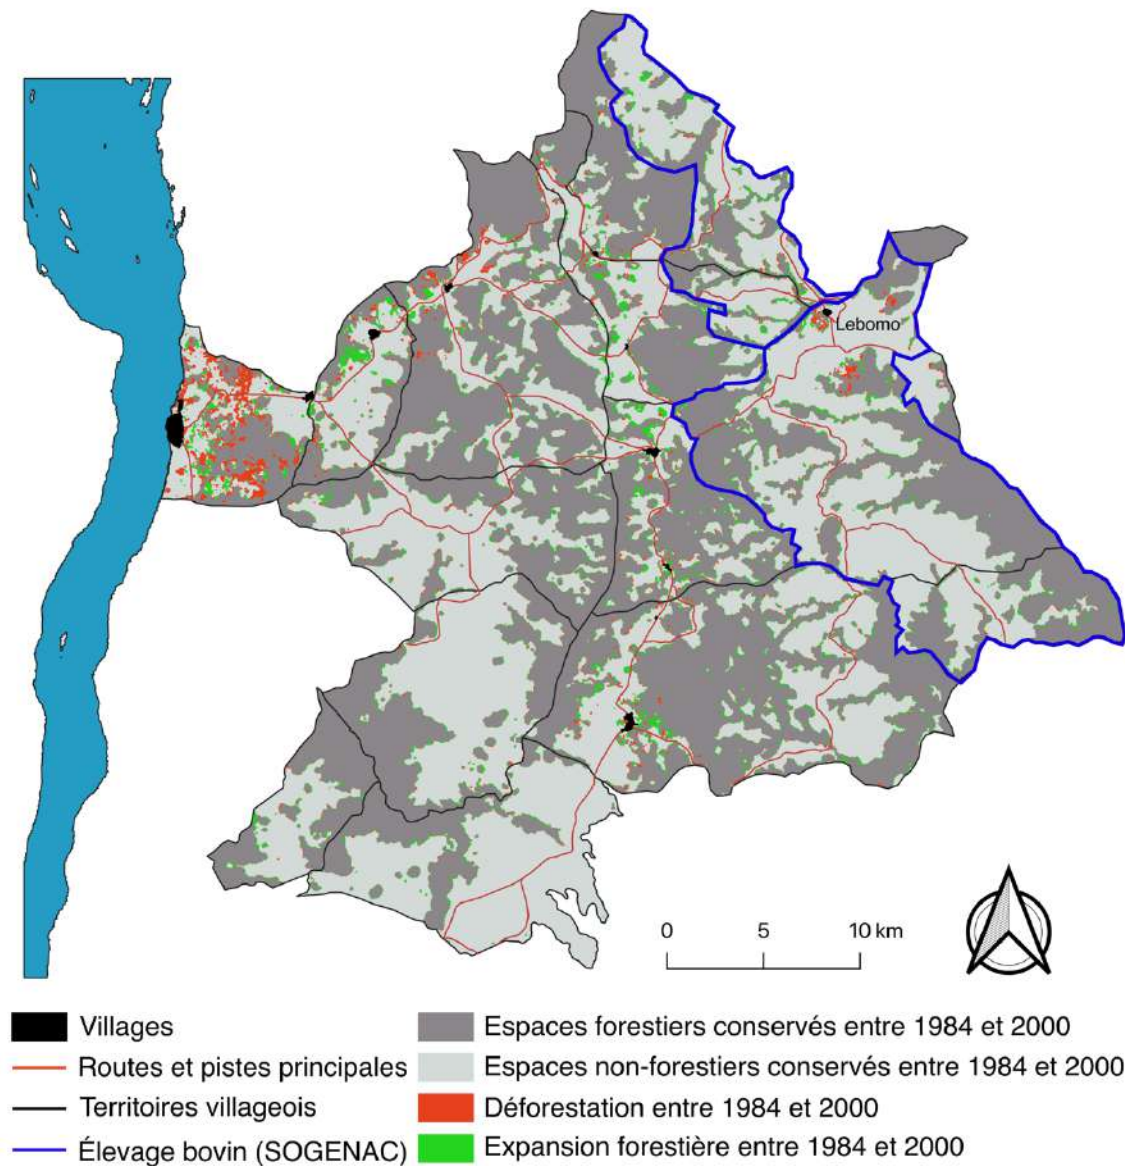 Lebomo
0 5 10 km
Villages
Routes et pistes principales
Territoires villageois
Élevage bovin (SOGENAC)
Espaces forestiers conservés entre 1984 et 2000
Espaces non-forestiers conservés entre 1984 et 2000
Déforestation entre 1984 et 2000
Expansion forestière entre 1984 et 2000